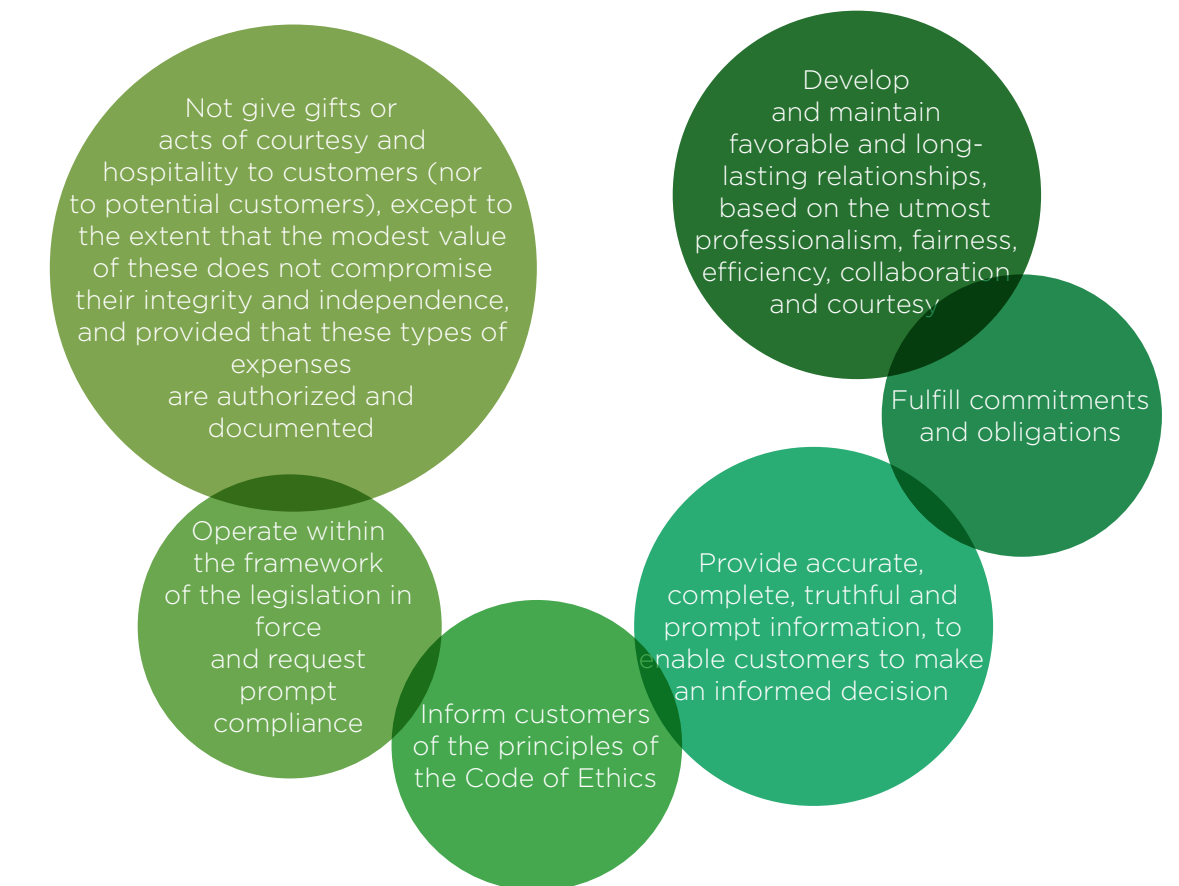 Not give gifts or
acts of courtesy and
hospitality to customers (nor
to potential customers), except to
the extent that the modest value
of these does not compromise
their integrity and independence,
and provided that these types of
expenses
are authorized and
documented
Operate within
the framework
of the legislation in
force
and request
prompt
compliance
Inform customers
of the principles of
the Code of Ethics
Provide accurate,
complete, truthful and
prompt information, to
enable customers to make
an informed decision
Fulfill commitments
and obligations
Develop
and maintain
favorable and long-
lasting relationships,
based on the utmost
professionalism, fairness,
efficiency, collaboration
and courtesy